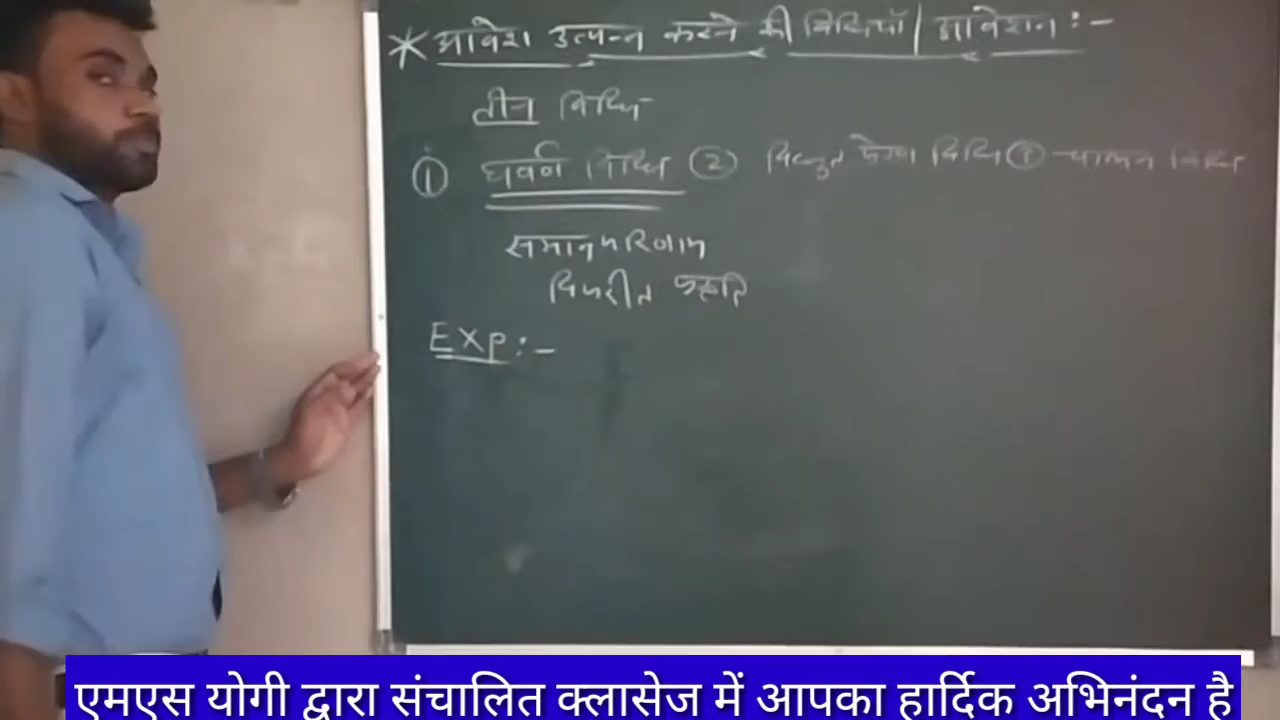 * आवेश उत्पन्न करने की विधियाँ / आवेशन :-
तीन विधि
① घर्षण विधि ② विद्युत प्रेरण विधि ③ चालन विधि
समान परिणाम
विपरीत प्रकृति
EXP :-
एमएस योगी द्वारा संचालित क्लासेज में आपका हार्दिक अभिनंदन है